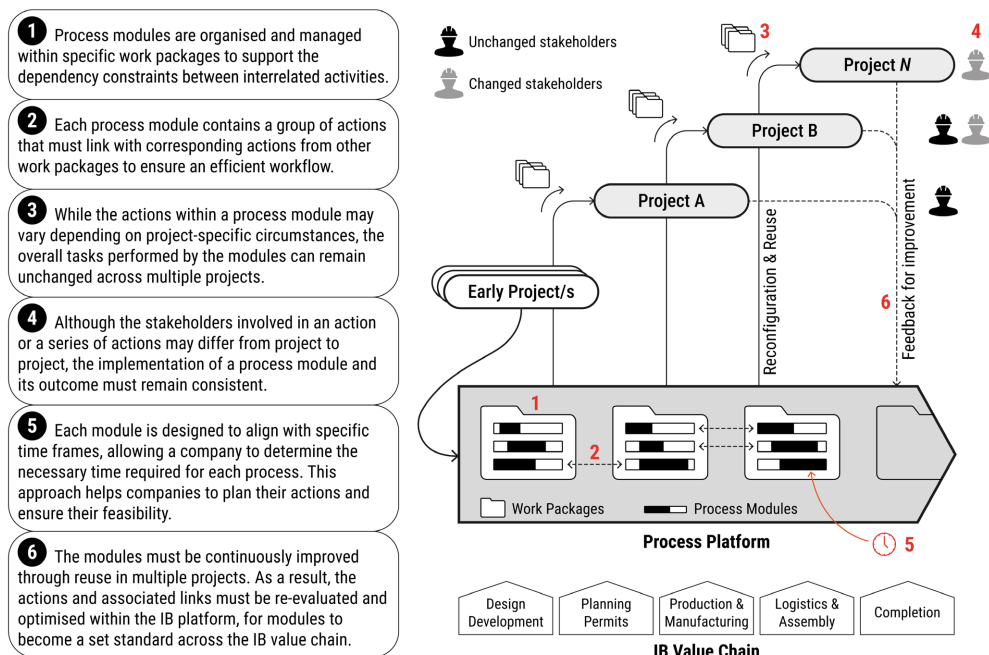 1 Process modules are organised and managed
within specific work packages to support the
dependency constraints between interrelated activities.
2 Each process module contains a group of actions
that must link with corresponding actions from other
work packages to ensure an efficient workflow.
3 While the actions within a process module may
vary depending on project-specific circumstances, the
overall tasks performed by the modules can remain
unchanged across multiple projects.
4 Although the stakeholders involved in an action
or a series of actions may differ from project to
project, the implementation of a process module and
its outcome must remain consistent.
5 Each module is designed to align with specific
time frames, allowing a company to determine the
necessary time required for each process. This
approach helps companies to plan their actions and
ensure their feasibility.
6 The modules must be continuously improved
through reuse in multiple projects. As a result, the
actions and associated links must be re-evaluated and
optimised within the IB platform, for modules to
become a set standard across the IB value chain.
Unchanged stakeholders
Changed stakeholders
3
4
Project N
Project B
Project A
Early Project/s
Reconfiguration & Reuse
Feedback for improvement
6
1
2
Work Packages
Process Modules
5
Process Platform
Design
Development
Planning
Permits
Production &
Manufacturing
Logistics &
Assembly
Completion
IB Value Chain